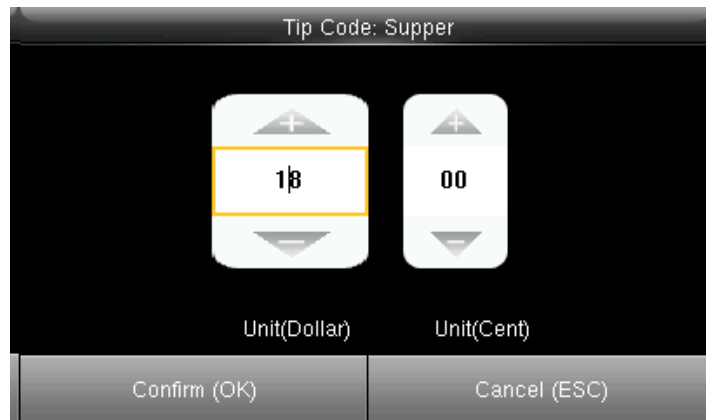 Tip Code: Supper
18 00
Unit(Dollar) Unit(Cent)
Confirm (OK) Cancel (ESC)